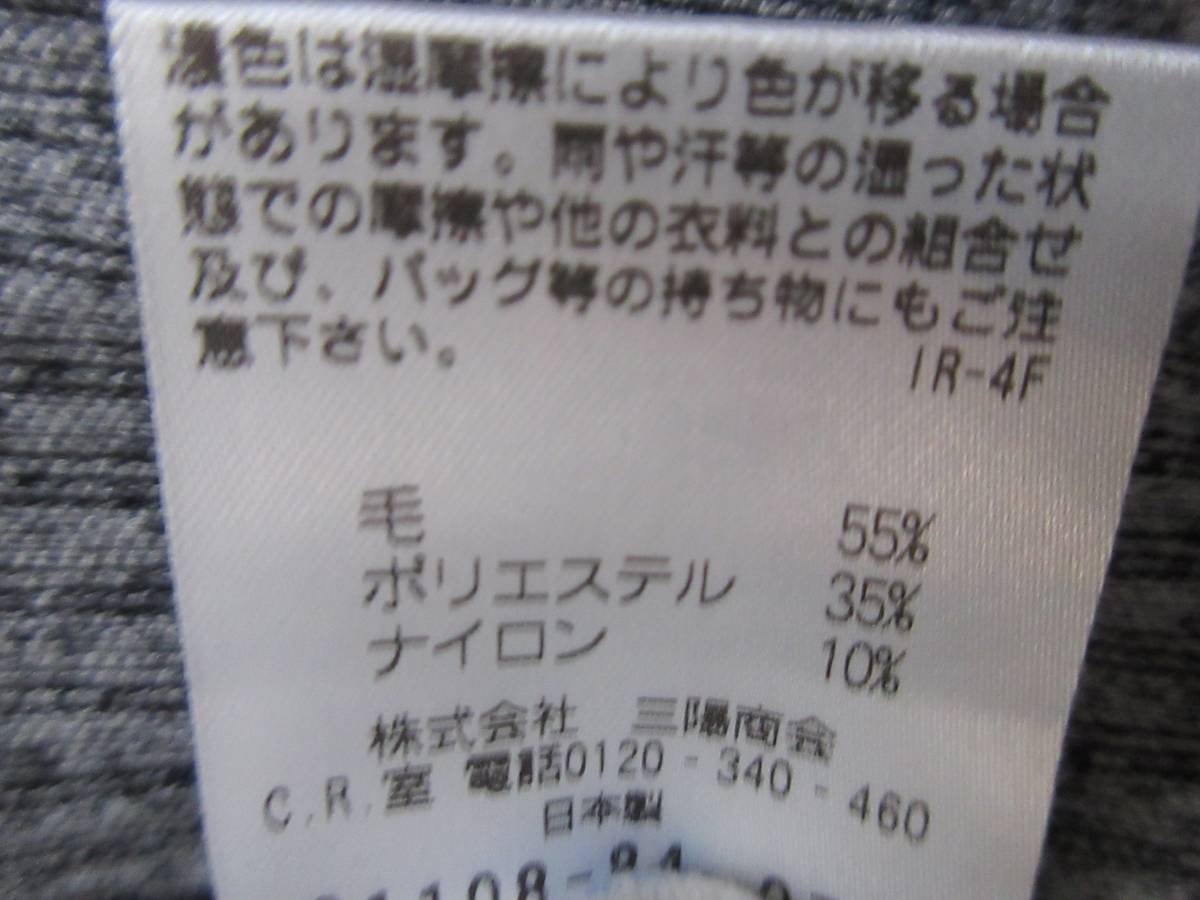 濃色は湿摩擦により色が移る場合
があります。雨や汗等の湿った状
態での摩擦や他の衣料との組合せ
及び、バッグ等の持ち物にもご注
意下さい。
IR-4F
毛 55%
ポリエステル 35%
ナイロン 10%
株式会社 三陽商会
C.R.室 電話0120-340-460
日本製